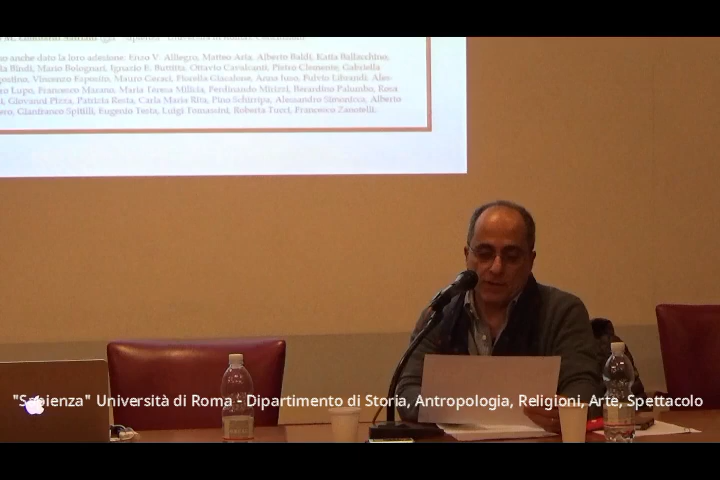 anche dato la loro adesione: Enzo V. Alliegro, Matteo Aria, Alberto Baldi, Katia Ballacchino,
Bindi, Mario Bolognari, Ignazio E. Buttitta, Ottavio Cavalcanti, Pietro Clemente, Gabriella
Vincenzo Esposito, Mauro Geraci, Fiorella Giacalone, Anna Iuso, Fulvio Librandi, Ales-
Lupo, Francesco Marano, Maria Teresa Milicia, Ferdinando Mirizzi, Berardino Palumbo, Rosa
Giovanni Pizza, Patrizia Resta, Carla Maria Rita, Pino Schirripa, Alessandro Simonicca, Alberto
Gianfranco Spitilli, Eugenio Testa, Luigi Tomassini, Roberta Tucci, Francesco Zanotelli.
"Sapienza" Università di Roma - Dipartimento di Storia, Antropologia, Religioni, Arte, Spettacolo